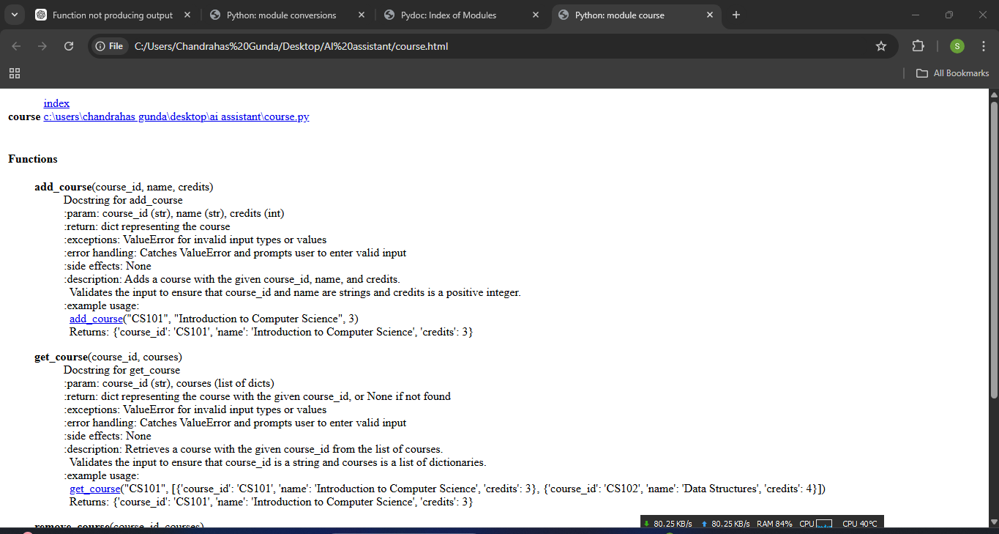 Function not producing output
Python: module conversions
Pydoc: Index of Modules
Python: module course
File
C:/Users/Chandrahas%20Gunda/Desktop/AI%20assistant/course.html
S
All Bookmarks
index
course c:\users\chandrahas gunda\desktop\ai assistant\course.py
Functions
add_course(course_id, name, credits)
Docstring for add_course
:param: course_id (str), name (str), credits (int)
:return: dict representing the course
:exceptions: ValueError for invalid input types or values
:error handling: Catches ValueError and prompts user to enter valid input
:side effects: None
:description: Adds a course with the given course_id, name, and credits.
Validates the input to ensure that course_id and name are strings and credits is a positive integer.
:example usage:
add_course("CS101", "Introduction to Computer Science", 3)
Returns: {'course_id': 'CS101', 'name': 'Introduction to Computer Science', 'credits': 3}
get_course(course_id, courses)
Docstring for get_course
:param: course_id (str), courses (list of dicts)
:return: dict representing the course with the given course_id, or None if not found
:exceptions: ValueError for invalid input types or values
:error handling: Catches ValueError and prompts user to enter valid input
:side effects: None
:description: Retrieves a course with the given course_id from the list of courses.
Validates the input to ensure that course_id is a string and courses is a list of dictionaries.
:example usage:
get_course("CS101", [{'course_id': 'CS101', 'name': 'Introduction to Computer Science', 'credits': 3}, {'course_id': 'CS102', 'name': 'Data Structures', 'credits': 4}])
Returns: {'course_id': 'CS101', 'name': 'Introduction to Computer Science', 'credits': 3}
remove_course(course_id, courses)
80.25 KB/s 80.25 KB/s RAM 84% CPU CPU 40°C